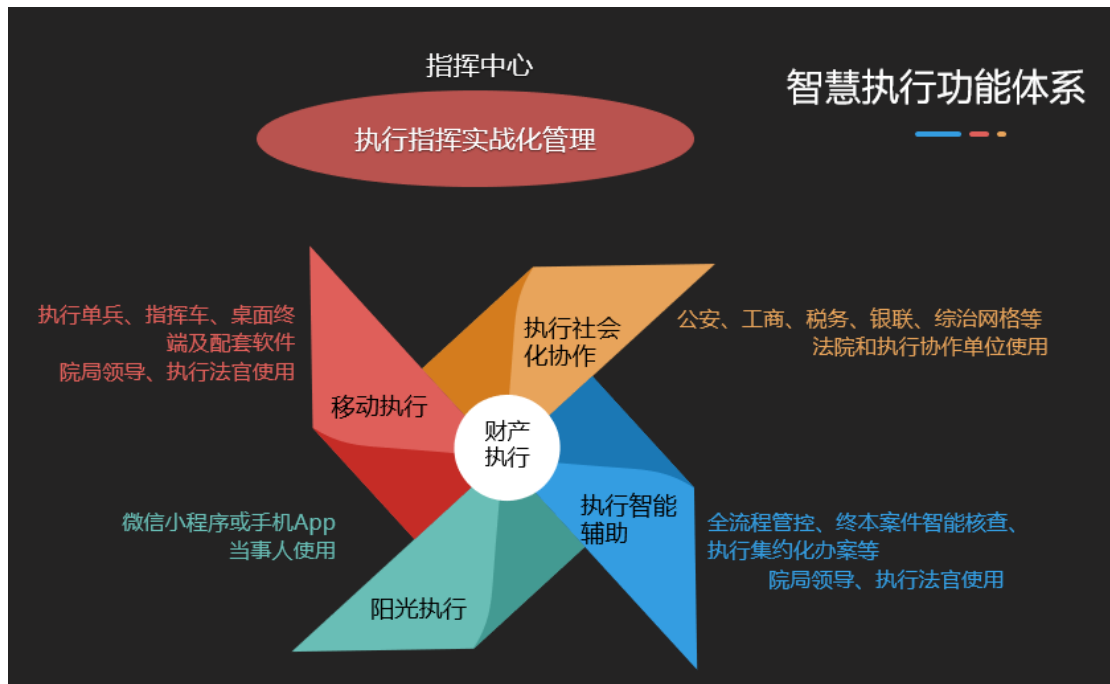 指挥中心
智慧执行功能体系
执行指挥实战化管理
执行单兵、指挥车、桌面终
端及配套软件
院局领导、执行法官使用
移动执行
执行社会
化协作
公安、工商、税务、银联、综治网格等
法院和执行协作单位使用
财产
执行
微信小程序或手机App
当事人使用
阳光执行
执行智能
辅助
全流程管控、终本案件智能核查、
执行集约化办案等
院局领导、执行法官使用